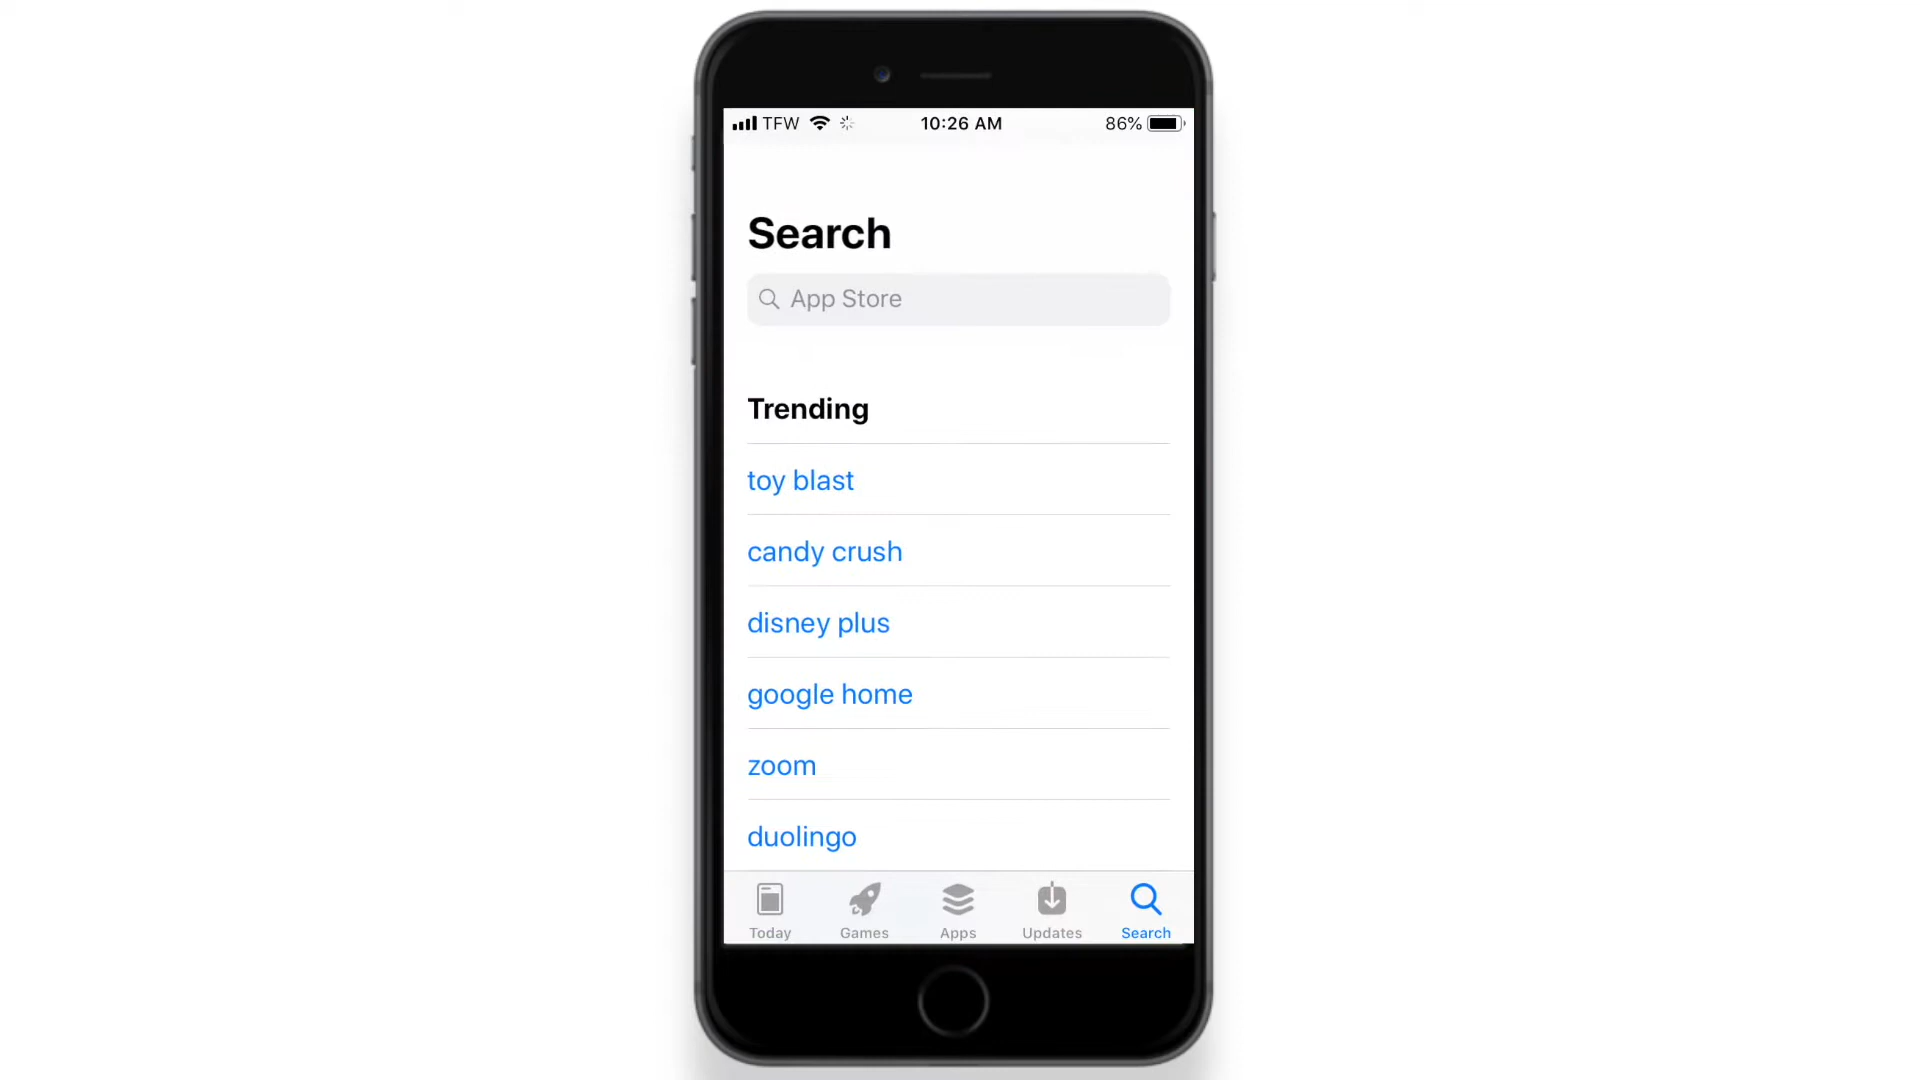 TFW 10:26 AM 86%
Search
App Store
Trending
toy blast
candy crush
disney plus
google home
zoom
duolingo
Today Games Apps Updates Search